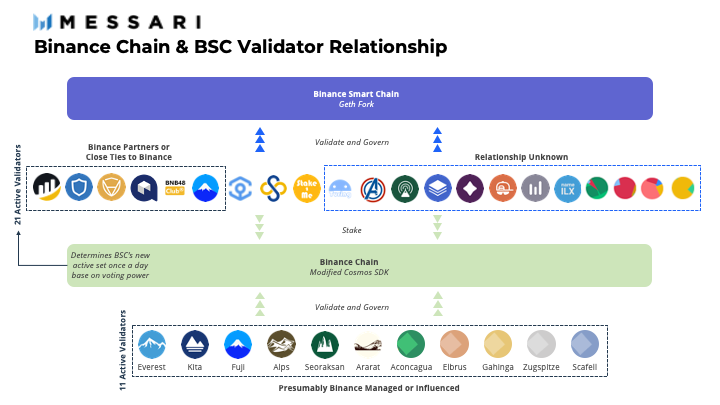 MESSARI
Binance Chain & BSC Validator Relationship
Binance Smart Chain
Geth Fork
Validate and Govern
Binance Partners or
Close Ties to Binance
Relationship Unknown
21 Active Validators
BNB48
Club
Stake
Me
ILX
Stake
Determines BSC's new
active set once a day
base on voting power
Binance Chain
Modified Cosmos SDK
Validate and Govern
11 Active Validators
Everest
Kita
Fuji
Alps
Seoraksan
Ararat
Aconcagua
Elbrus
Gahinga
Zugspitze
Scafell
Presumably Binance Managed or Influenced